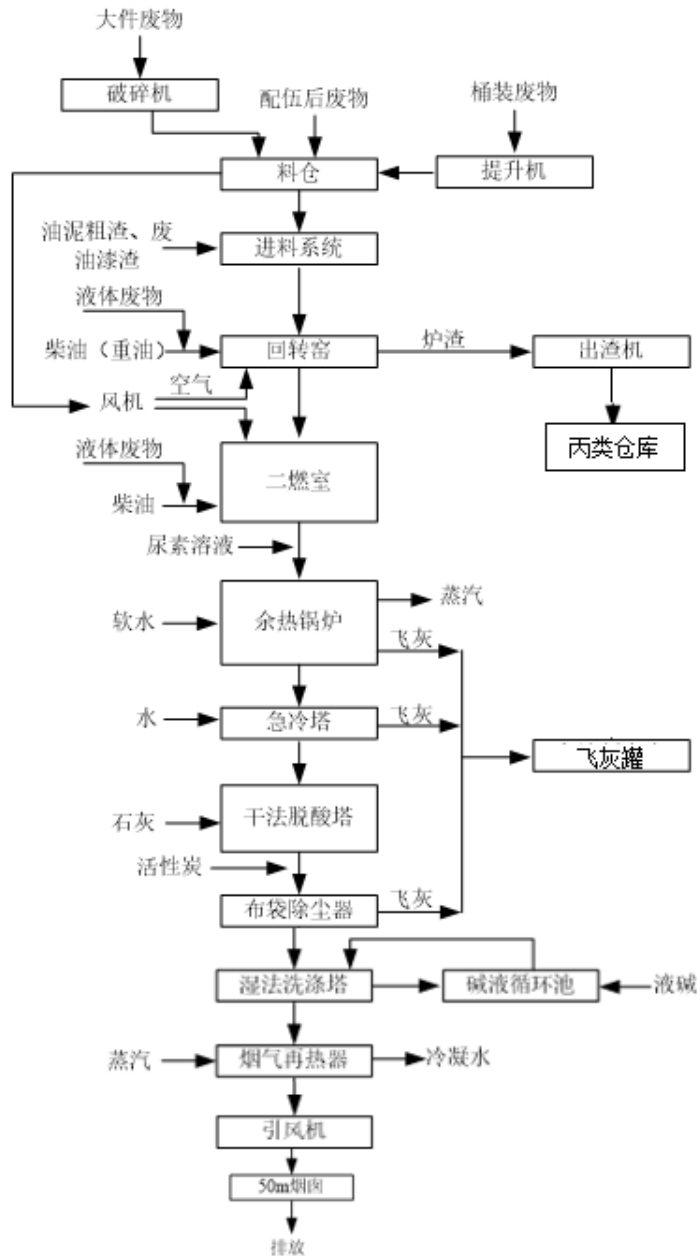 大件废物
破碎机
配伍后废物
桶装废物
料仓
提升机
油泥粗渣、废
油漆渣
进料系统
液体废物
柴油（重油）
回转窑
炉渣
出渣机
空气
风机
丙类仓库
液体废物
二燃室
柴油
尿素溶液
蒸汽
软水
余热锅炉
飞灰
水
急冷塔
飞灰
飞灰罐
石灰
干法脱酸塔
活性炭
布袋除尘器
飞灰
湿法洗涤塔
碱液循环池
液碱
蒸汽
烟气再热器
冷凝水
引风机
50m烟囱
排放